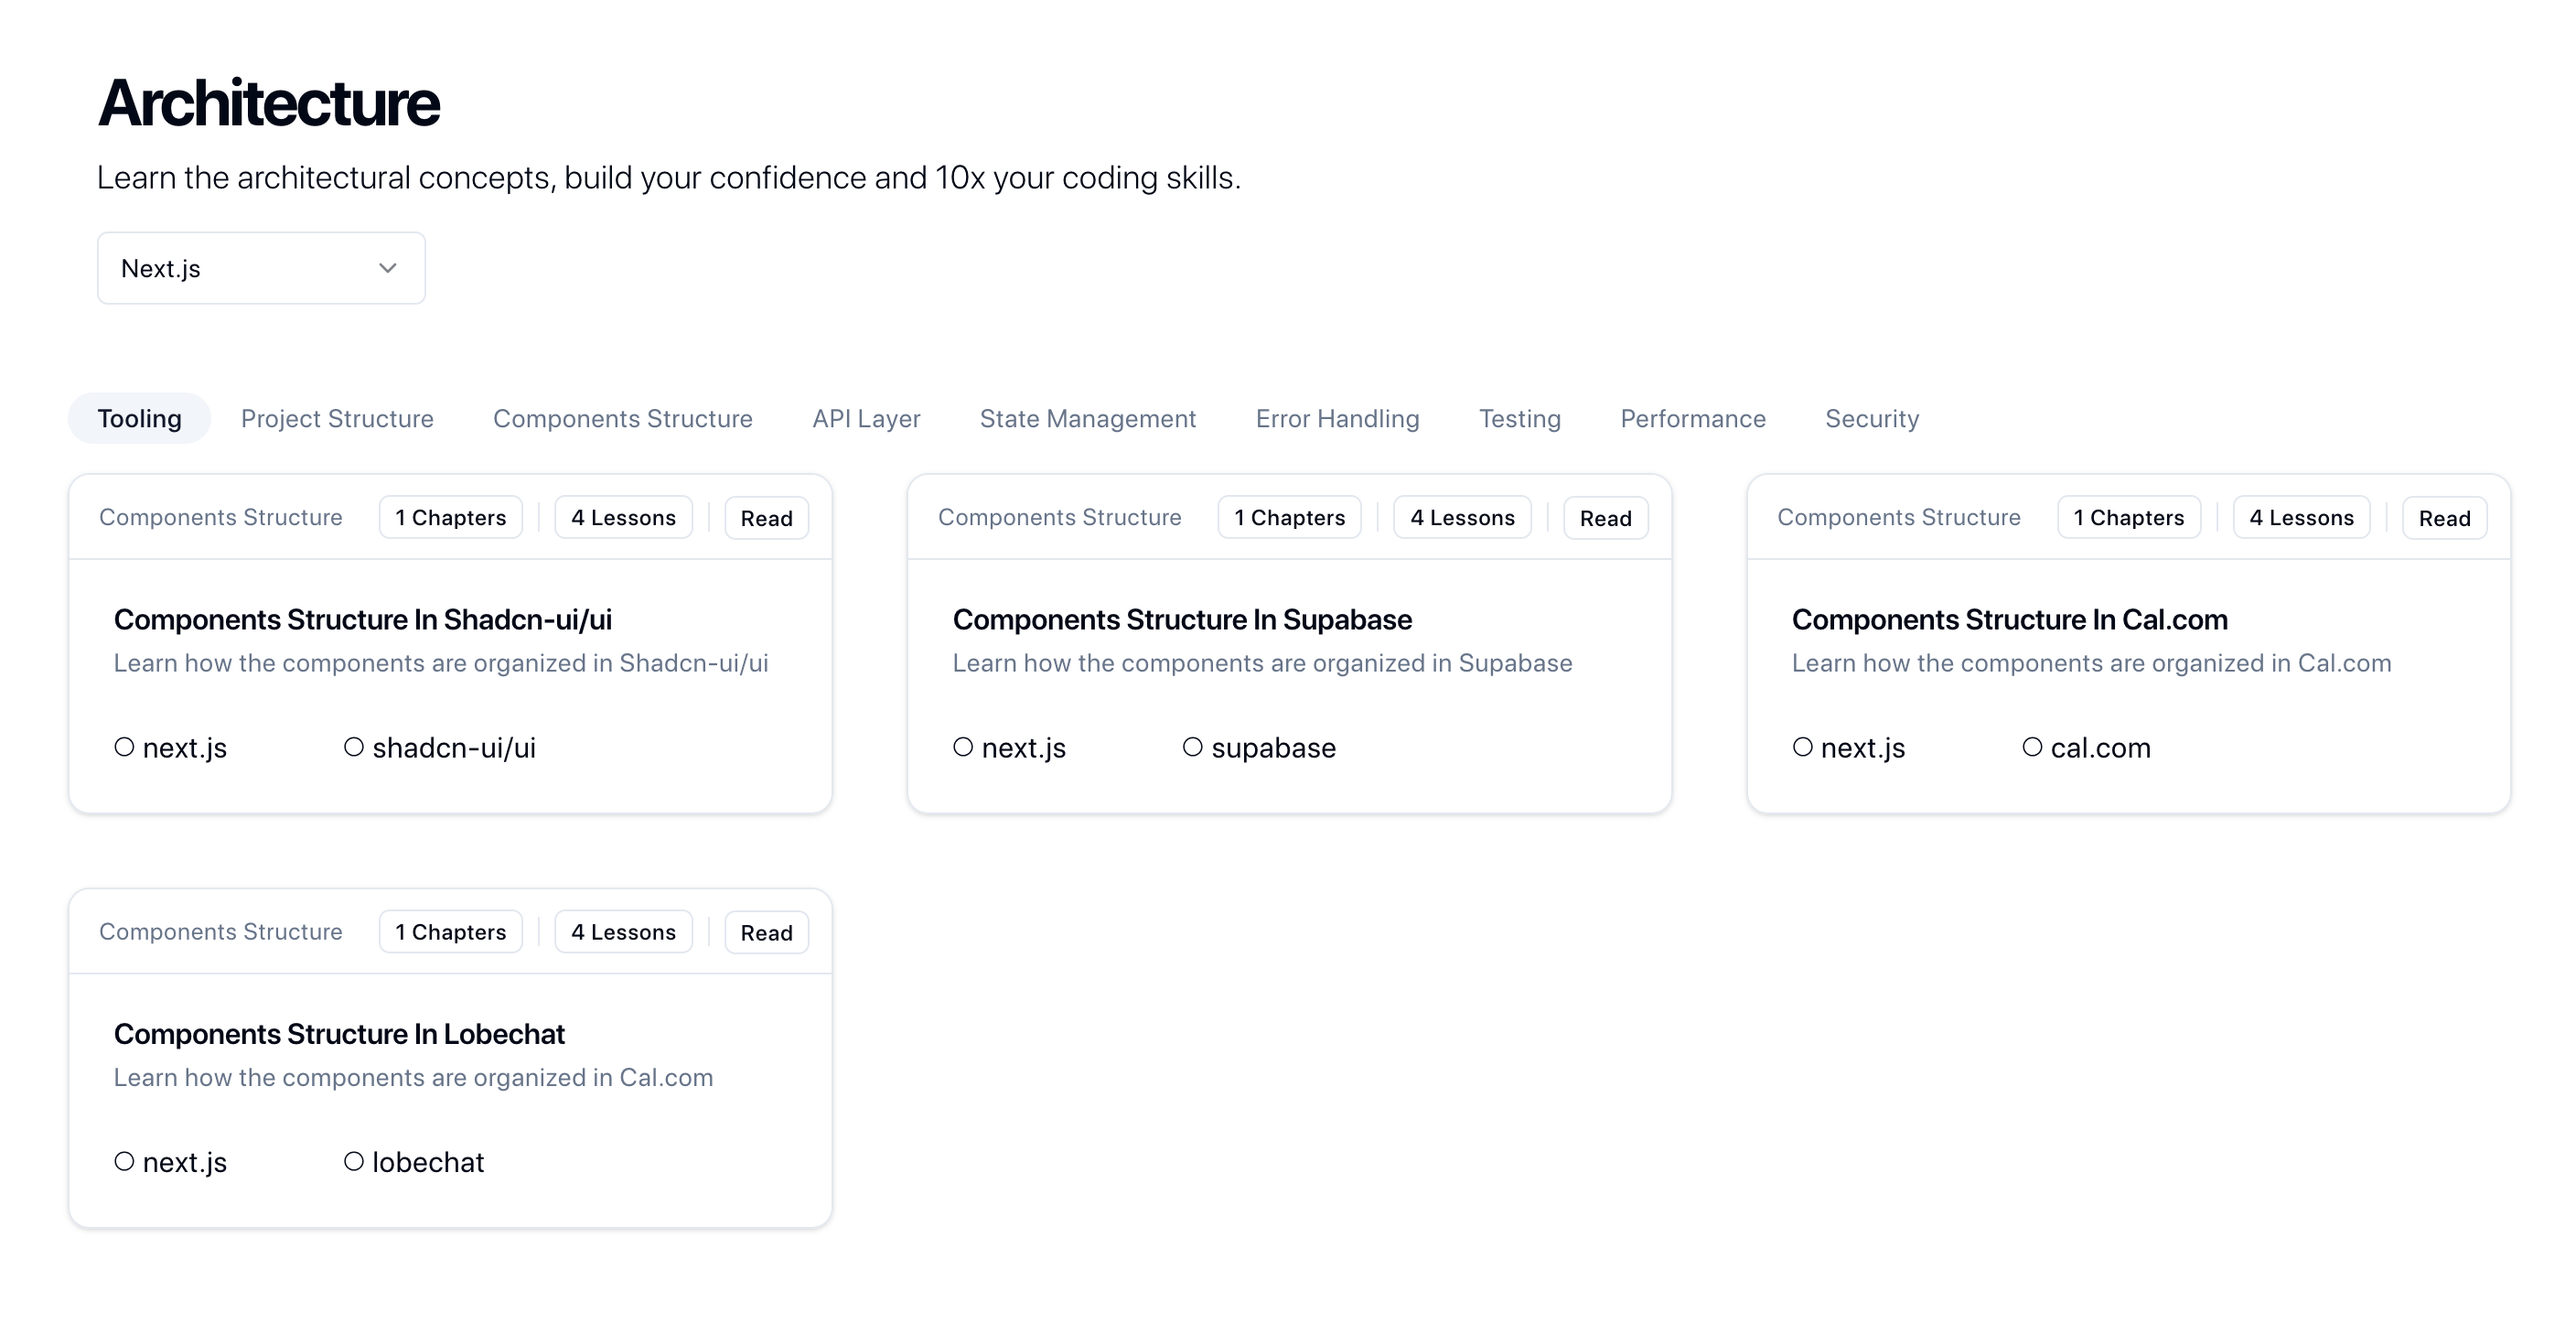 Architecture
Learn the architectural concepts, build your confidence and 10x your coding skills.
Next.js
Tooling Project Structure Components Structure API Layer State Management Error Handling Testing Performance Security
Components Structure 1 Chapters 4 Lessons Read
Components Structure In Shadcn-ui/ui
Learn how the components are organized in Shadcn-ui/ui
next.js shadcn-ui/ui
Components Structure 1 Chapters 4 Lessons Read
Components Structure In Supabase
Learn how the components are organized in Supabase
next.js supabase
Components Structure 1 Chapters 4 Lessons Read
Components Structure In Cal.com
Learn how the components are organized in Cal.com
next.js cal.com
Components Structure 1 Chapters 4 Lessons Read
Components Structure In Lobechat
Learn how the components are organized in Cal.com
next.js lobechat